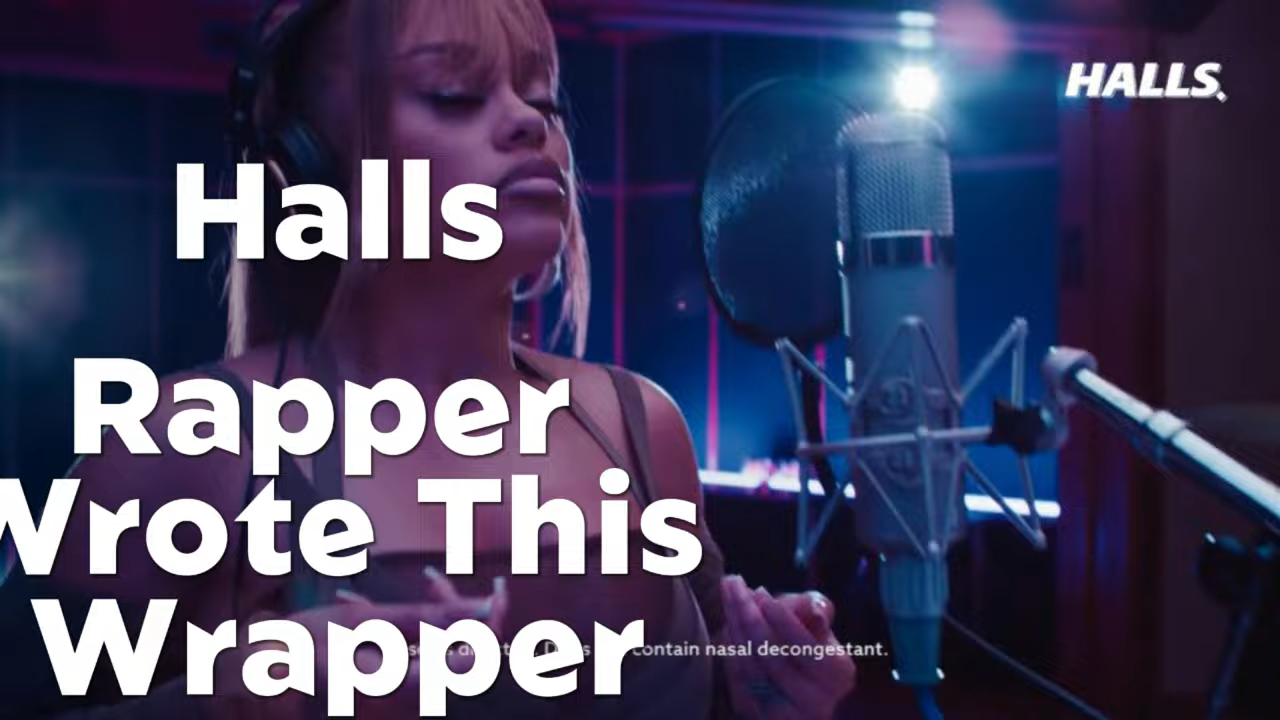 HALLS
Halls
Rapper
Wrote This
Wrapper
contain nasal decongestant.